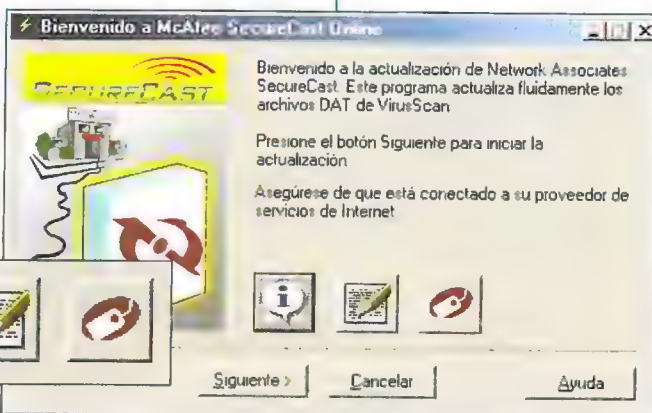 Bienvenido a McAfee SecureCast Online
SECURECAST
Bienvenido a la actualización de Network Associates
SecureCast. Este programa actualiza fluidamente los
archivos DAT de VirusScan
Presione el botón Siguiente para iniciar la
actualización
Asegúrese de que está conectado a su proveedor de
servicios de Internet
Siguiente >
Cancelar
Ayuda